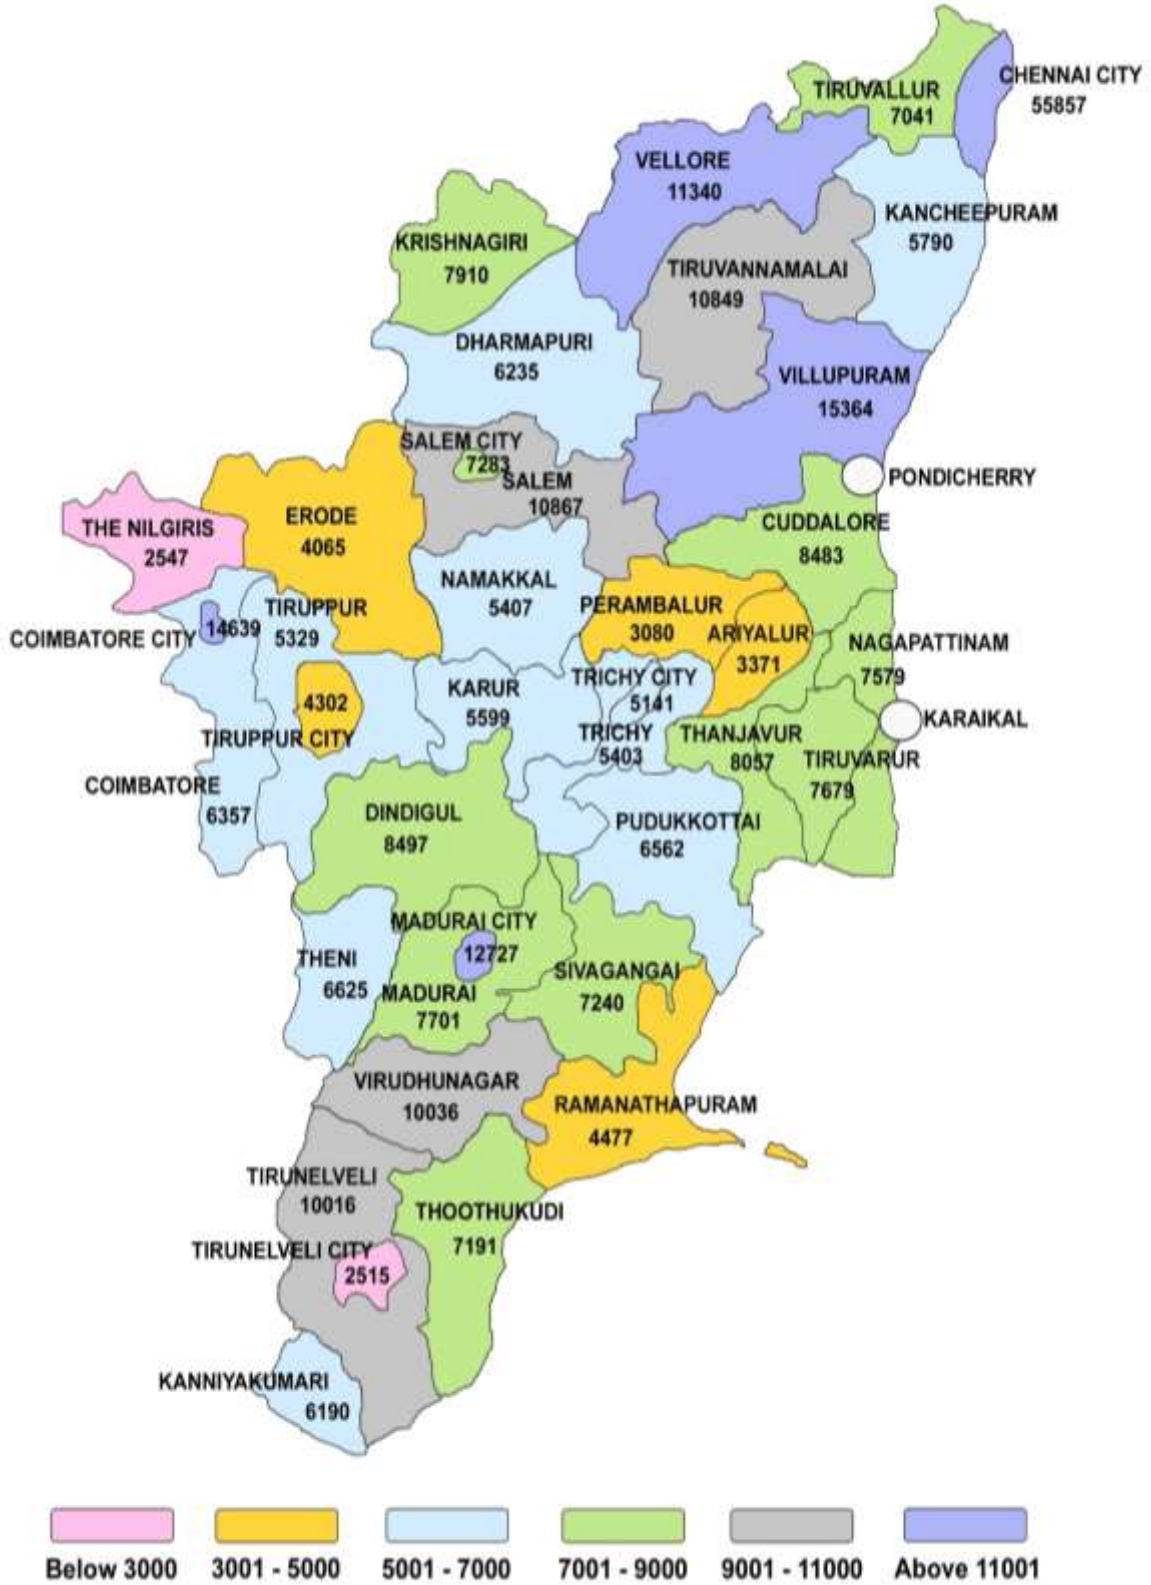 TIRUVALLUR
7041
CHENNAI CITY
55857
VELLORE
11340
KANCHEEPURAM
5790
KRISHNAGIRI
7910
TIRUVANNAMALAI
10849
DHARMAPURI
6235
VILLUPURAM
15364
SALEM CITY
7283
SALEM
10867
PONDICHERRY
THE NILGIRIS
2547
ERODE
4065
CUDDALORE
8483
NAMAKKAL
5407
PERAMBALUR
3080
ARIYALUR
3371
COIMBATORE CITY
14639
TIRUPPUR
5329
NAGAPATTINAM
7579
KARUR
5599
TRICHY CITY
5141
4302
TIRUPPUR CITY
TRICHY
5403
THANJAVUR
8057
KARAIKAL
TIRUVARUR
7679
COIMBATORE
6357
DINDIGUL
8497
PUDUKKOTTAI
6562
MADURAI CITY
12727
THENI
6625
MADURAI
7701
SIVAGANGAI
7240
VIRUDHUNAGAR
10036
RAMANATHAPURAM
4477
TIRUNELVELI
10016
THOOTHUKUDI
7191
TIRUNELVELI CITY
2515
KANNIYAKUMARI
6190
Below 3000
3001 - 5000
5001 - 7000
7001 - 9000
9001 - 11000
Above 11001